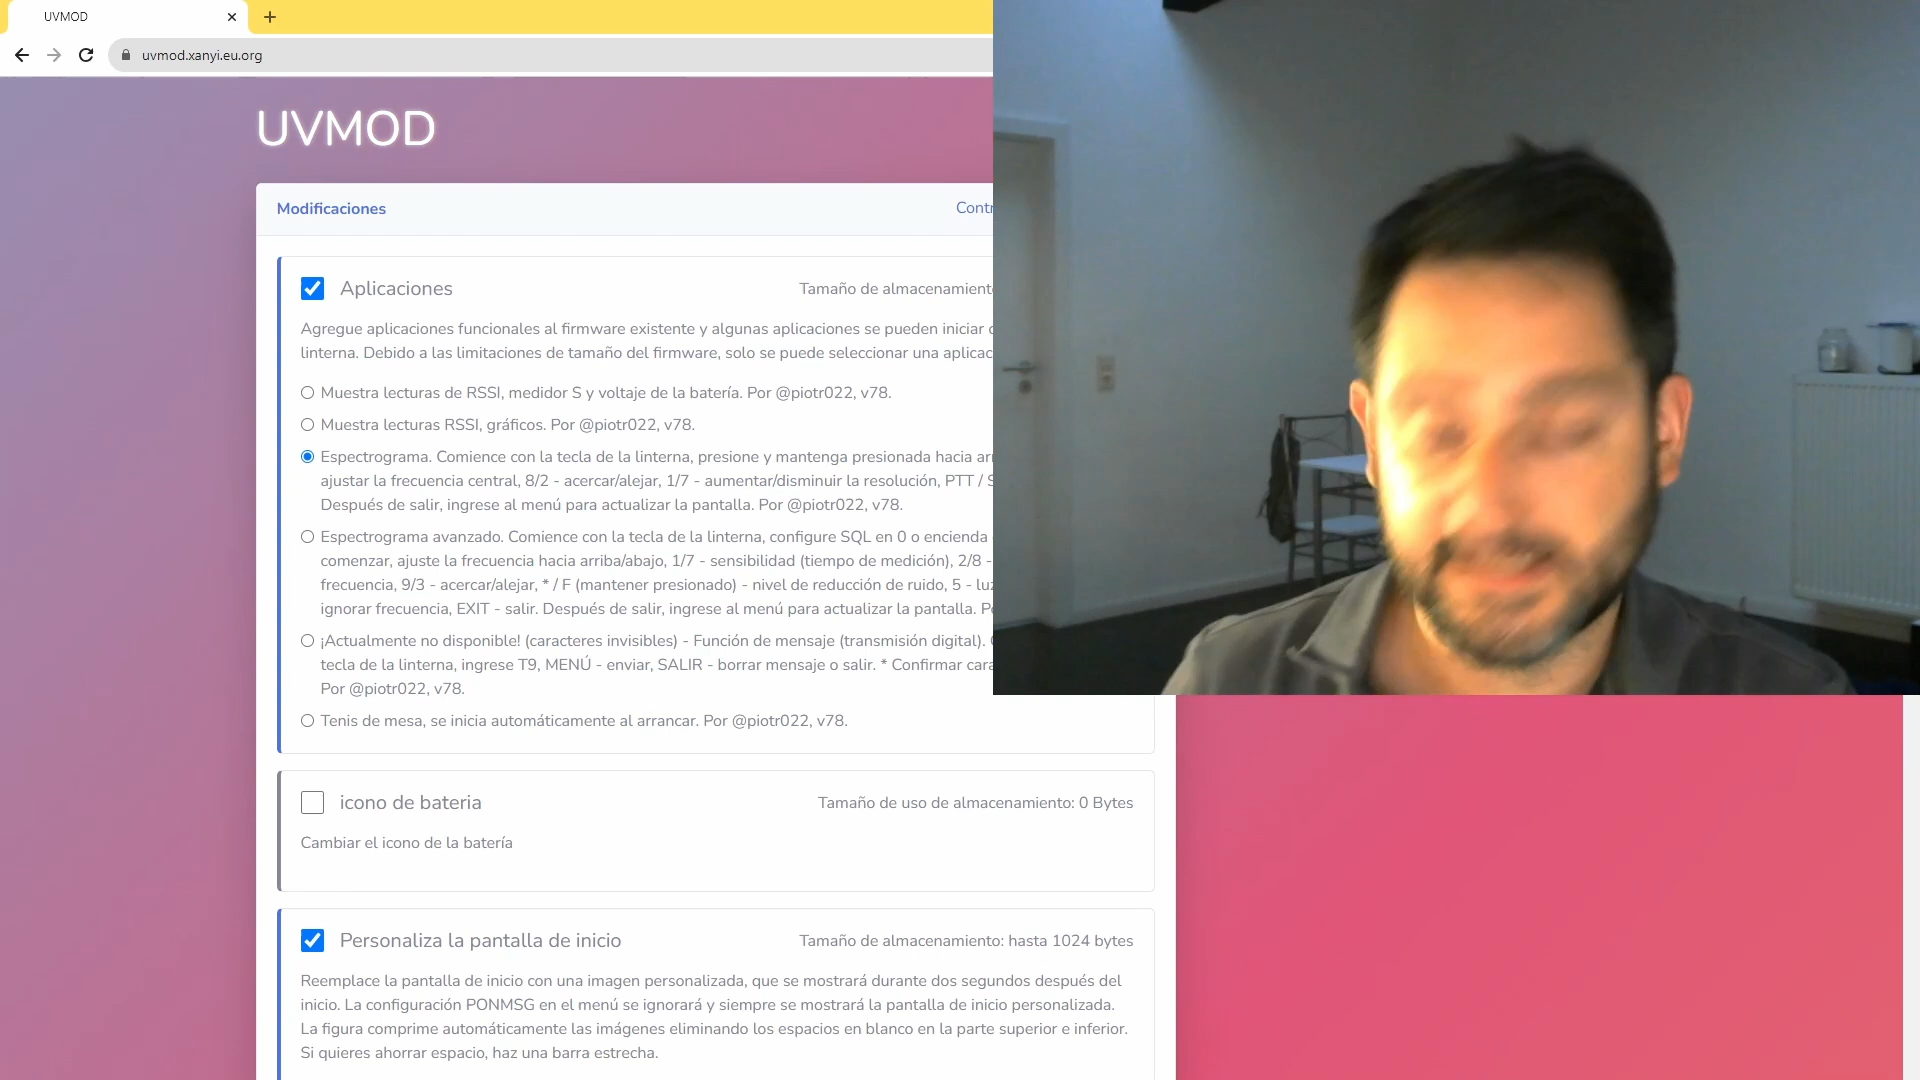 UVMOD
uvmod.xanyi.eu.org
UVMOD
Modificaciones
Aplicaciones
Tamaño de almacenamiento
Agregue aplicaciones funcionales al firmware existente y algunas aplicaciones se pueden iniciar
linterna. Debido a las limitaciones de tamaño del firmware, solo se puede seleccionar una
Muestra lecturas de RSSI, medidor S y voltaje de la batería. Por @piotr022, v78.
Muestra lecturas RSSI, gráficos. Por @piotr022, v78.
Espectrograma. Comience con la tecla de la linterna, presione y mantenga presionada hacia
ajustar la frecuencia central, 8/2 - acercar/alejar, 1/7 - aumentar/disminuir la resolución, PTT /
Después de salir, ingrese al menú para actualizar la pantalla. Por @piotr022, v78.
Espectrograma avanzado. Comience con la tecla de la linterna, configure SQL en 0 o encienda
comenzar, ajuste la frecuencia hacia arriba/abajo, 1/7 - sensibilidad (tiempo de medición), 2/8 -
frecuencia, 9/3 - acercar/alejar, * / F (mantener presionado) - nivel de reducción de ruido, 5 -
ignorar frecuencia, EXIT - salir. Después de salir, ingrese al menú para actualizar la pantalla.
¡Actualmente no disponible! (caracteres invisibles) - Función de mensaje (transmisión digital).
tecla de la linterna, ingrese T9, MENÚ - enviar, SALIR - borrar mensaje o salir. * Confirmar
Por @piotr022, v78.
Tenis de mesa, se inicia automáticamente al arrancar. Por @piotr022, v78.
icono de bateria
Tamaño de uso de almacenamiento: 0 Bytes
Cambiar el icono de la batería
Personaliza la pantalla de inicio
Tamaño de almacenamiento: hasta 1024 bytes
Reemplace la pantalla de inicio con una imagen personalizada, que se mostrará durante dos segundos después del
inicio. La configuración PONMSG en el menú se ignorará y siempre se mostrará la pantalla de inicio personalizada.
La figura comprime automáticamente las imágenes eliminando los espacios en blanco en la parte superior e inferior.
Si quieres ahorrar espacio, haz una barra estrecha.